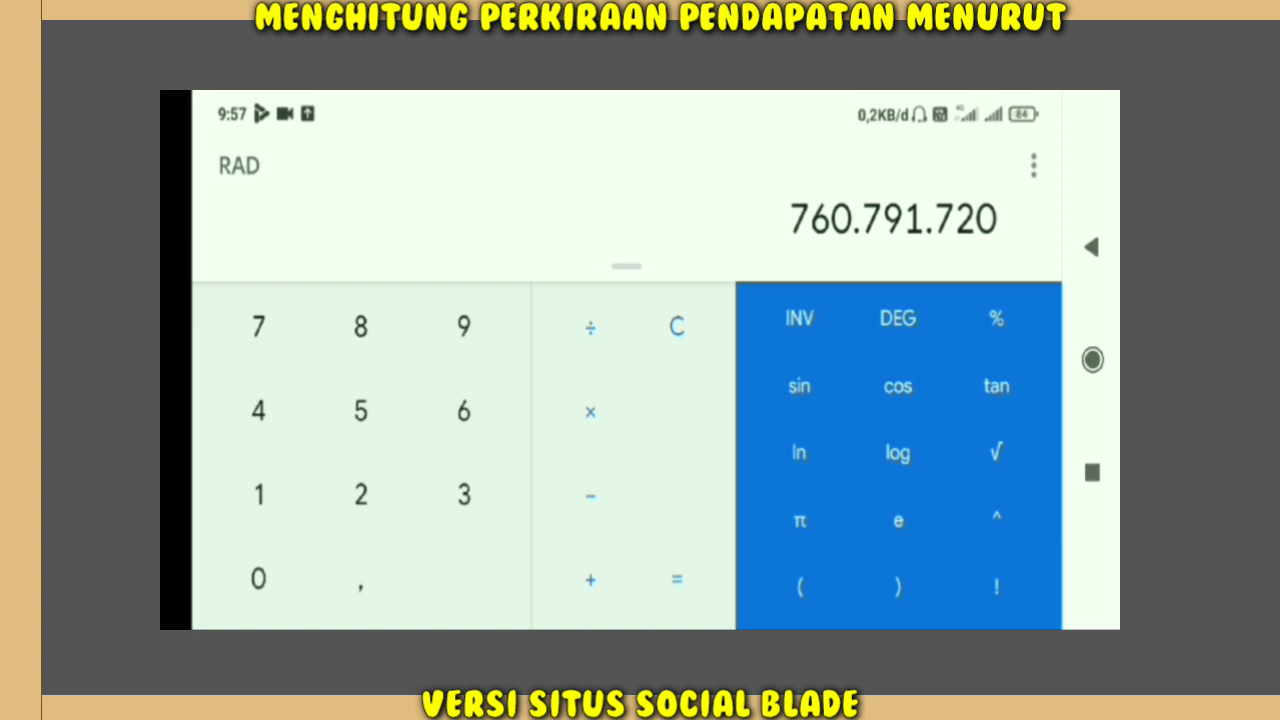 MENGHITUNG PERKIRAAN PENDAPATAN MENURUT
9:57 0,2KB/d 4G 84
RAD
760.791.720
7 8 9 ÷ C INV DEG %
4 5 6 × sin cos tan
1 2 3 − ln log √
0 , + = π e ^
( ) !
VERSI SITUS SOCIAL BLADE